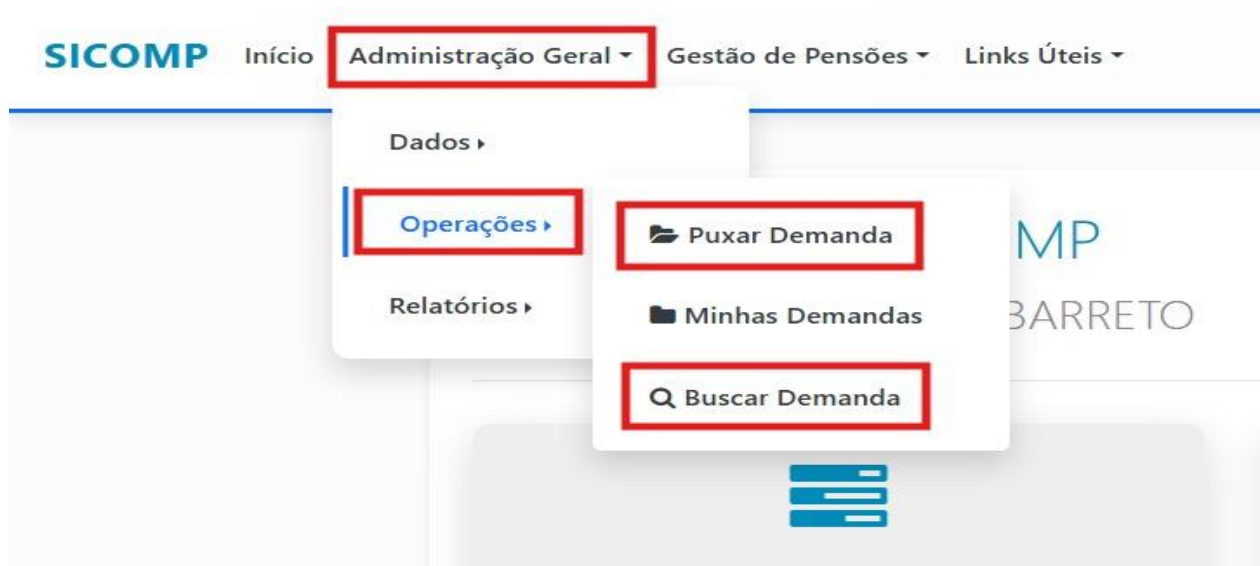 SICOMP Início Administração Geral Gestão de Pensões Links Úteis
Dados
Operações
Relatórios
Puxar Demanda
Minhas Demandas
Buscar Demanda
MP
BARRETO